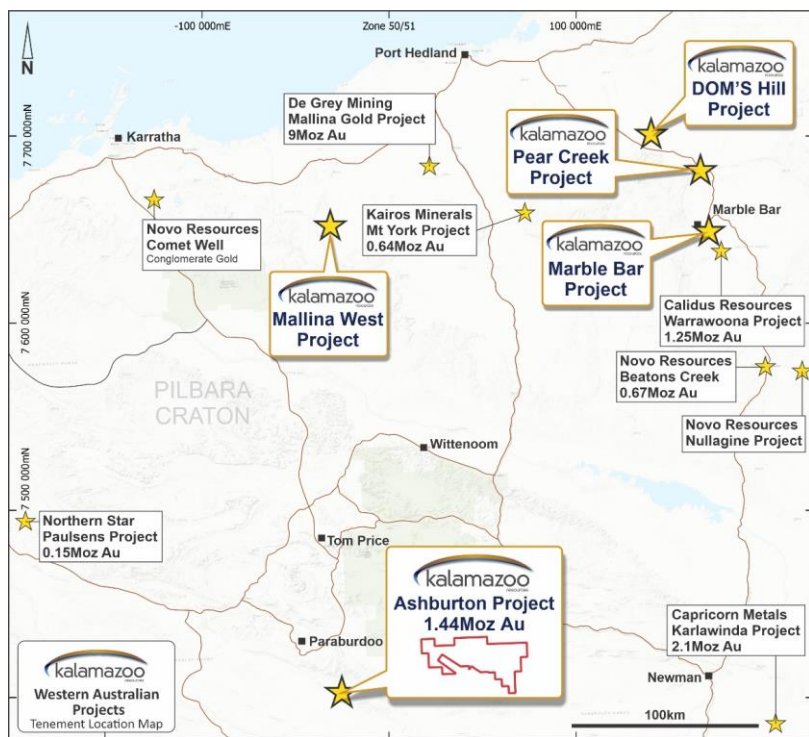 -100 000mE
Zone 50/51
100 000mE
N
Port Hedland
kalamazoo
DOM'S Hill
Project
De Grey Mining
Mallina Gold Project
9Moz Au
Karratha
7 700 000mN
kalamazoo
Pear Creek
Project
Novo Resources
Comet Well
Conglomerate Gold
Kairos Minerals
Mt York Project
0.64Moz Au
Marble Bar
kalamazoo
Marble Bar
Project
kalamazoo
Mallina West
Project
Calidus Resources
Warrawoona Project
1.25Moz Au
7 600 000mN
Novo Resources
Beatons Creek
0.67Moz Au
PILBARA
CRATON
Novo Resources
Nullagine Project
Wittenoom
7 500 000mN
Northern Star
Paulsens Project
0.15Moz Au
Tom Price
kalamazoo
RESOURCES
Ashburton Project
1.44Moz Au
Paraburdoo
Capricorn Metals
Karlawinda Project
2.1Moz Au
Newman
kalamazoo
Western Australian
Projects
Tenement Location Map
100km